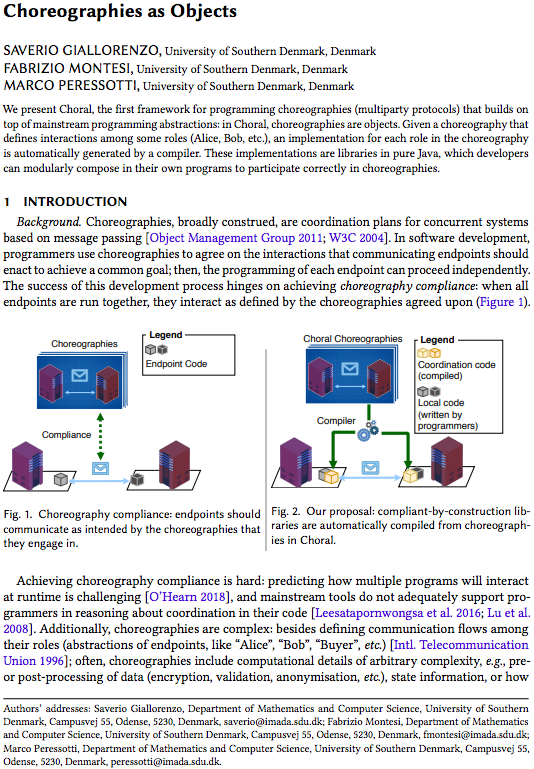 Choreographies as Objects
SAVERIO GIALLORENZO, University of Southern Denmark, Denmark
FABRIZIO MONTESI, University of Southern Denmark, Denmark
MARCO PERESSOTTI, University of Southern Denmark, Denmark
We present Choral, the first framework for programming choreographies (multiparty protocols) that builds on
top of mainstream programming abstractions: in Choral, choreographies are objects. Given a choreography that
defines interactions among some roles (Alice, Bob, etc.), an implementation for each role in the choreography
is automatically generated by a compiler. These implementations are libraries in pure Java, which developers
can modularly compose in their own programs to participate correctly in choreographies.
1 INTRODUCTION
Background. Choreographies, broadly construed, are coordination plans for concurrent systems
based on message passing [Object Management Group 2011; W3C 2004]. In software development,
programmers use choreographies to agree on the interactions that communicating endpoints should
enact to achieve a common goal; then, the programming of each endpoint can proceed independently.
The success of this development process hinges on achieving choreography compliance: when all
endpoints are run together, they interact as defined by the choreographies agreed upon (Figure 1).
Choreographies
Legend
Endpoint Code
Compliance
Fig. 1. Choreography compliance: endpoints should
communicate as intended by the choreographies that
they engage in.
Choral Choreographies
Legend
Coordination code
(compiled)
Local code
(written by
programmers)
Compiler
Fig. 2. Our proposal: compliant-by-construction lib-
raries are automatically compiled from choreograph-
ies in Choral.
Achieving choreography compliance is hard: predicting how multiple programs will interact
at runtime is challenging [O'Hearn 2018], and mainstream tools do not adequately support pro-
grammers in reasoning about coordination in their code [Leesatapornwongsa et al. 2016; Lu et al.
2008]. Additionally, choreographies are complex: besides defining communication flows among
their roles (abstractions of endpoints, like “Alice”, “Bob”, “Buyer”, etc.) [Intl. Telecommunication
Union 1996]; often, choreographies include computational details of arbitrary complexity, e.g., pre-
or post-processing of data (encryption, validation, anonymisation, etc.), state information, or how
Authors' addresses: Saverio Giallorenzo, Department of Mathematics and Computer Science, University of Southern
Denmark, Campusvej 55, Odense, 5230, Denmark, saverio@imada.sdu.dk; Fabrizio Montesi, Department of Mathematics
and Computer Science, University of Southern Denmark, Campusvej 55, Odense, 5230, Denmark, fmontesi@imada.sdu.dk;
Marco Peressotti, Department of Mathematics and Computer Science, University of Southern Denmark, Campusvej 55,
Odense, 5230, Denmark, peressotti@imada.sdu.dk.